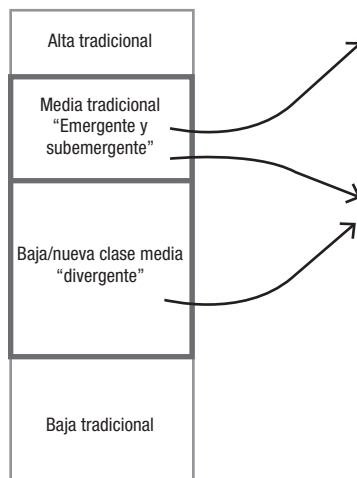 Alta tradicional
Media tradicional
“Emergente y
subemergente”
Baja/nueva clase media
“divergente”
Baja tradicional